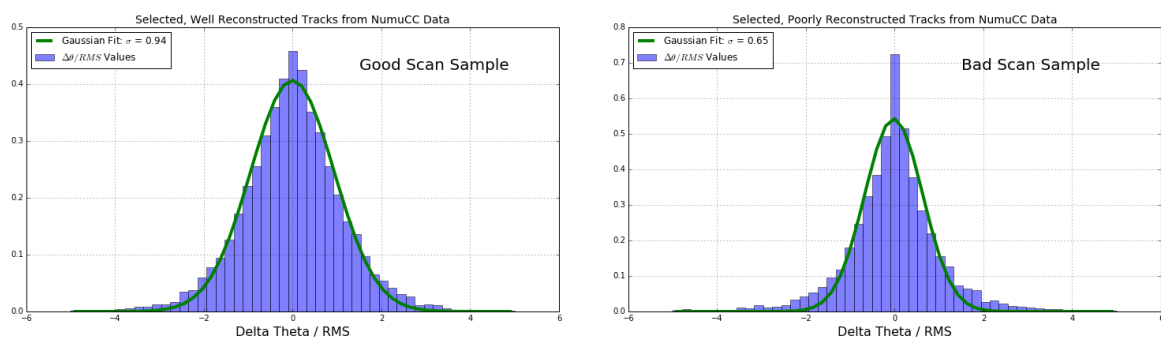 Selected, Well Reconstructed Tracks from NumuCC Data
0.5
0.4
0.3
0.2
0.1
0.0
Gaussian Fit: σ = 0.94
Δθ/RMS Values
Good Scan Sample
−6
−4
−2
0
2
4
6
Delta Theta / RMS
Selected, Poorly Reconstructed Tracks from NumuCC Data
0.8
0.7
0.6
0.5
0.4
0.3
0.2
0.1
0.0
Gaussian Fit: σ = 0.65
Δθ/RMS Values
Bad Scan Sample
−6
−4
−2
0
2
4
6
Delta Theta / RMS